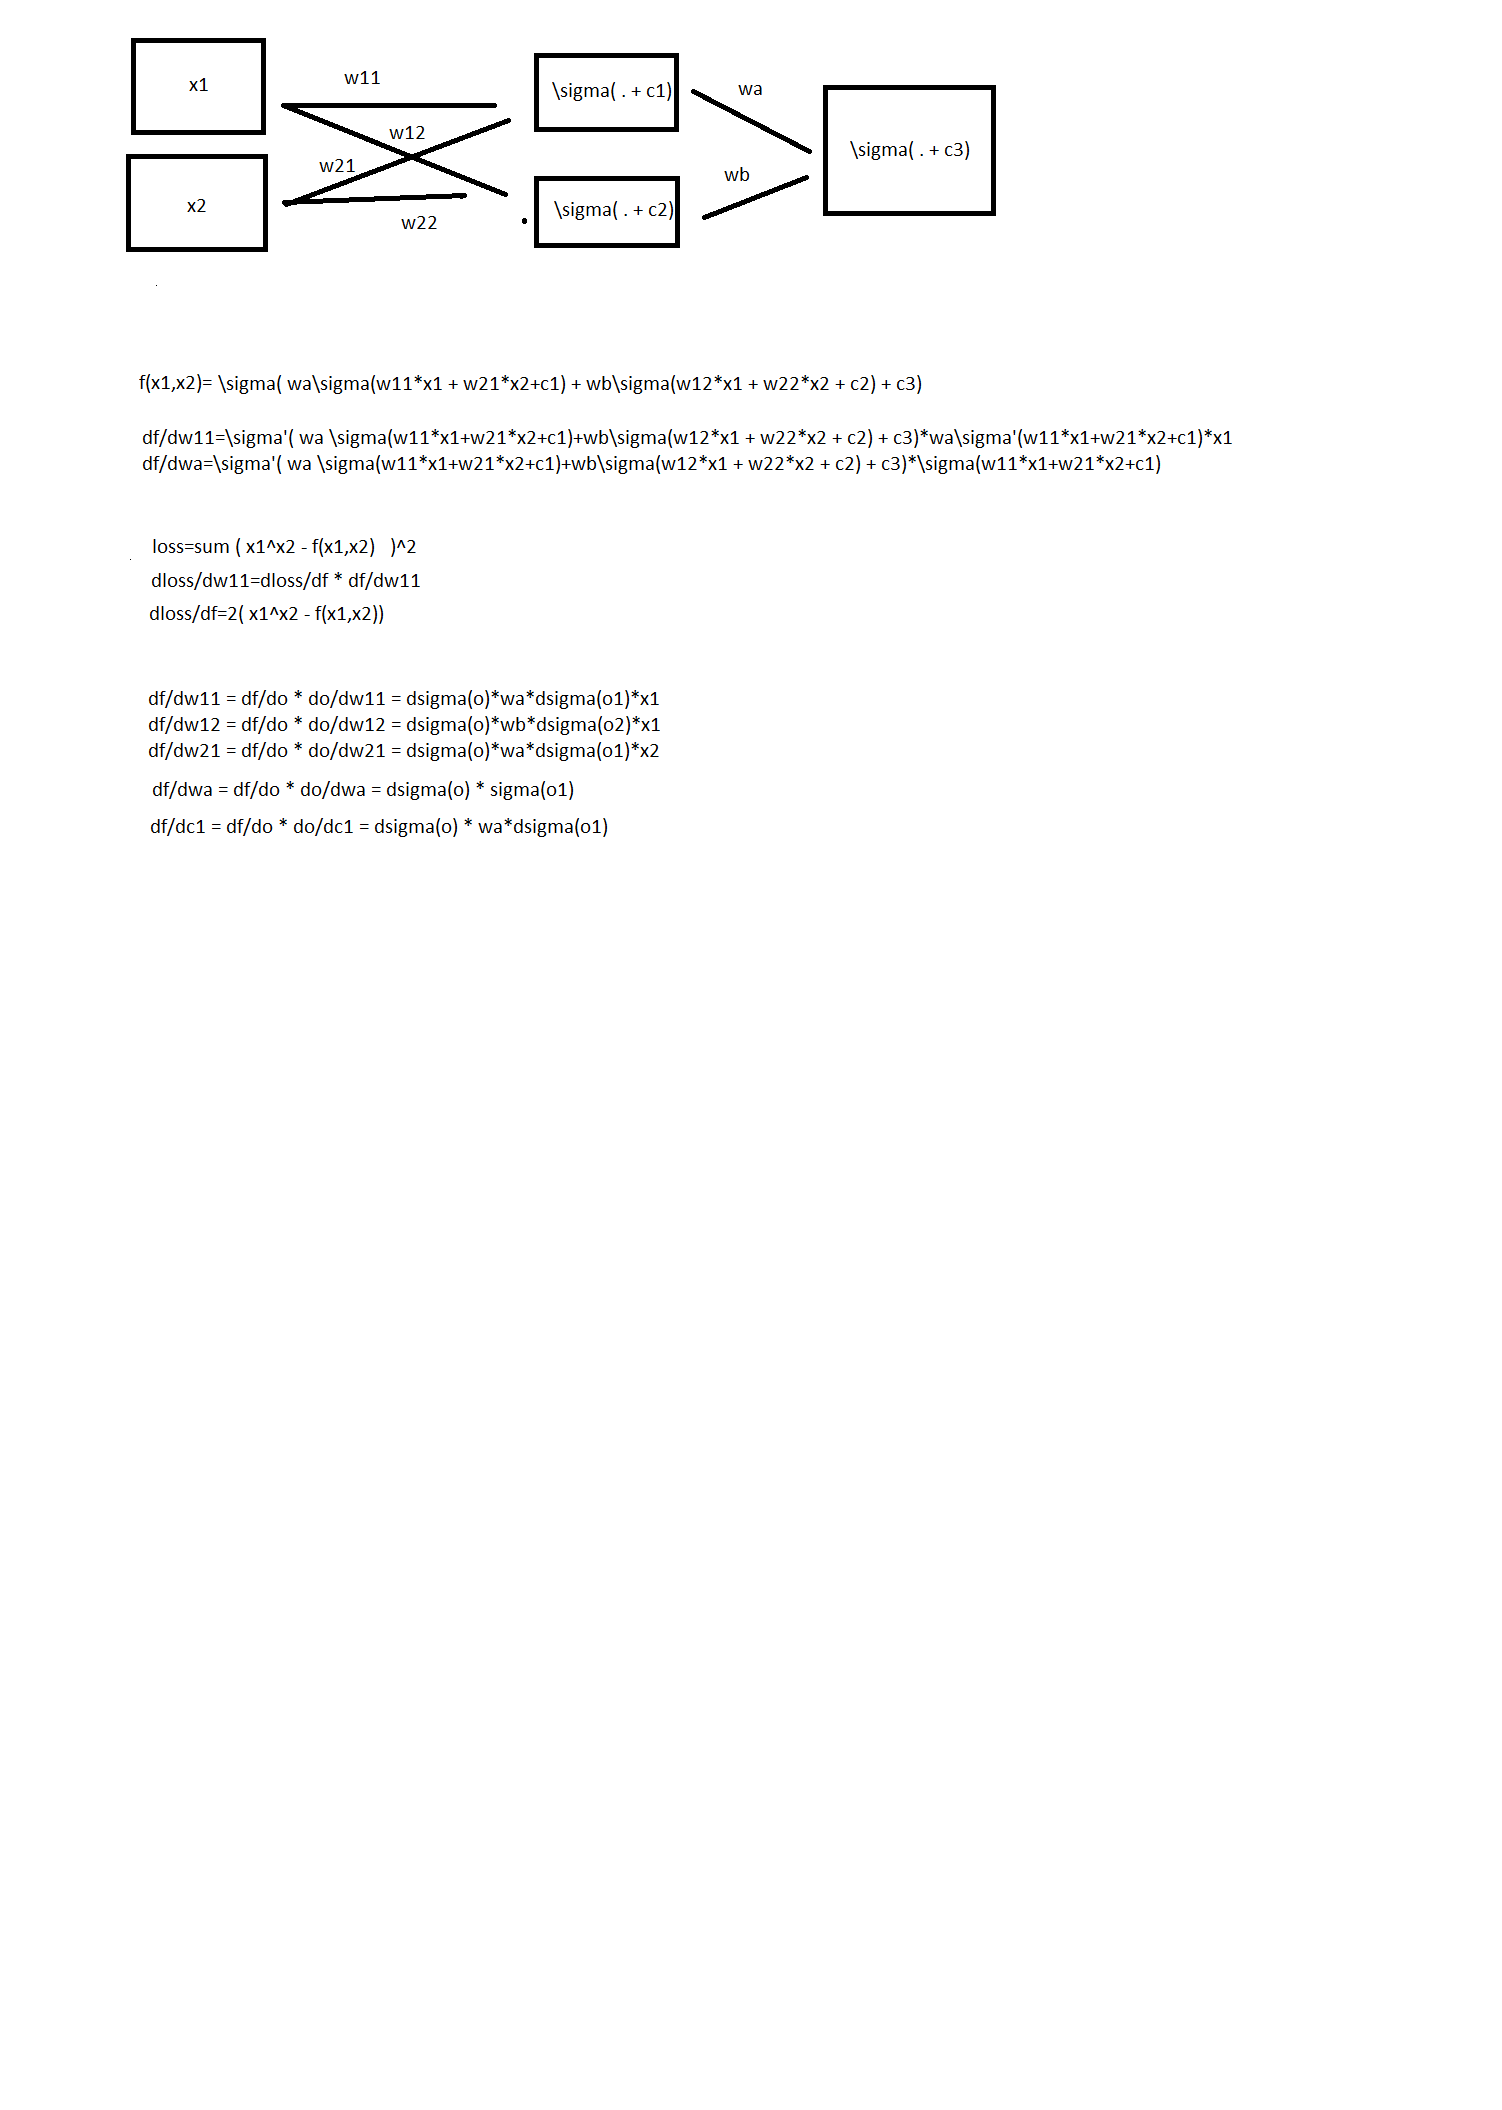 x1
w11
\sigma( . + c1)
wa
w12
\sigma( . + c3)
w21
wb
x2
\sigma( . + c2)
w22
f(x1,x2)= \sigma( wa\sigma(w11*x1 + w21*x2+c1) + wb\sigma(w12*x1 + w22*x2 + c2) + c3)
df/dw11=\sigma'( wa \sigma(w11*x1+w21*x2+c1)+wb\sigma(w12*x1 + w22*x2 + c2) + c3)*wa\sigma'(w11*x1+w21*x2+c1)*x1
df/dwa=\sigma'( wa \sigma(w11*x1+w21*x2+c1)+wb\sigma(w12*x1 + w22*x2 + c2) + c3)*\sigma(w11*x1+w21*x2+c1)
loss=sum ( x1^x2 - f(x1,x2)   )^2
dloss/dw11=dloss/df * df/dw11
dloss/df=2( x1^x2 - f(x1,x2))
df/dw11 = df/do * do/dw11 = dsigma(o)*wa*dsigma(o1)*x1
df/dw12 = df/do * do/dw12 = dsigma(o)*wb*dsigma(o2)*x1
df/dw21 = df/do * do/dw21 = dsigma(o)*wa*dsigma(o1)*x2
df/dwa = df/do * do/dwa = dsigma(o) * sigma(o1)
df/dc1 = df/do * do/dc1 = dsigma(o) * wa*dsigma(o1)